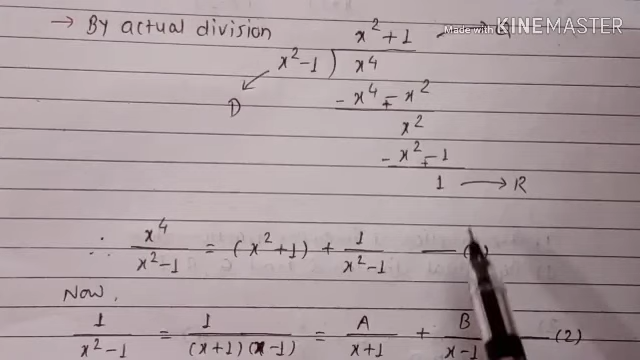 → By actual division x²+1 → Q
Made with KINEMASTER
x²-1 ) x⁴
D
- x⁴ -+ x²
x²
- x² -+ 1
1 → R
∴ x⁴/x²-1 = (x²+1) + 1/x²-1 —
Now,
1/x²-1 = 1/(x+1)(x-1) = A/x+1 + B/x-1 — (2)